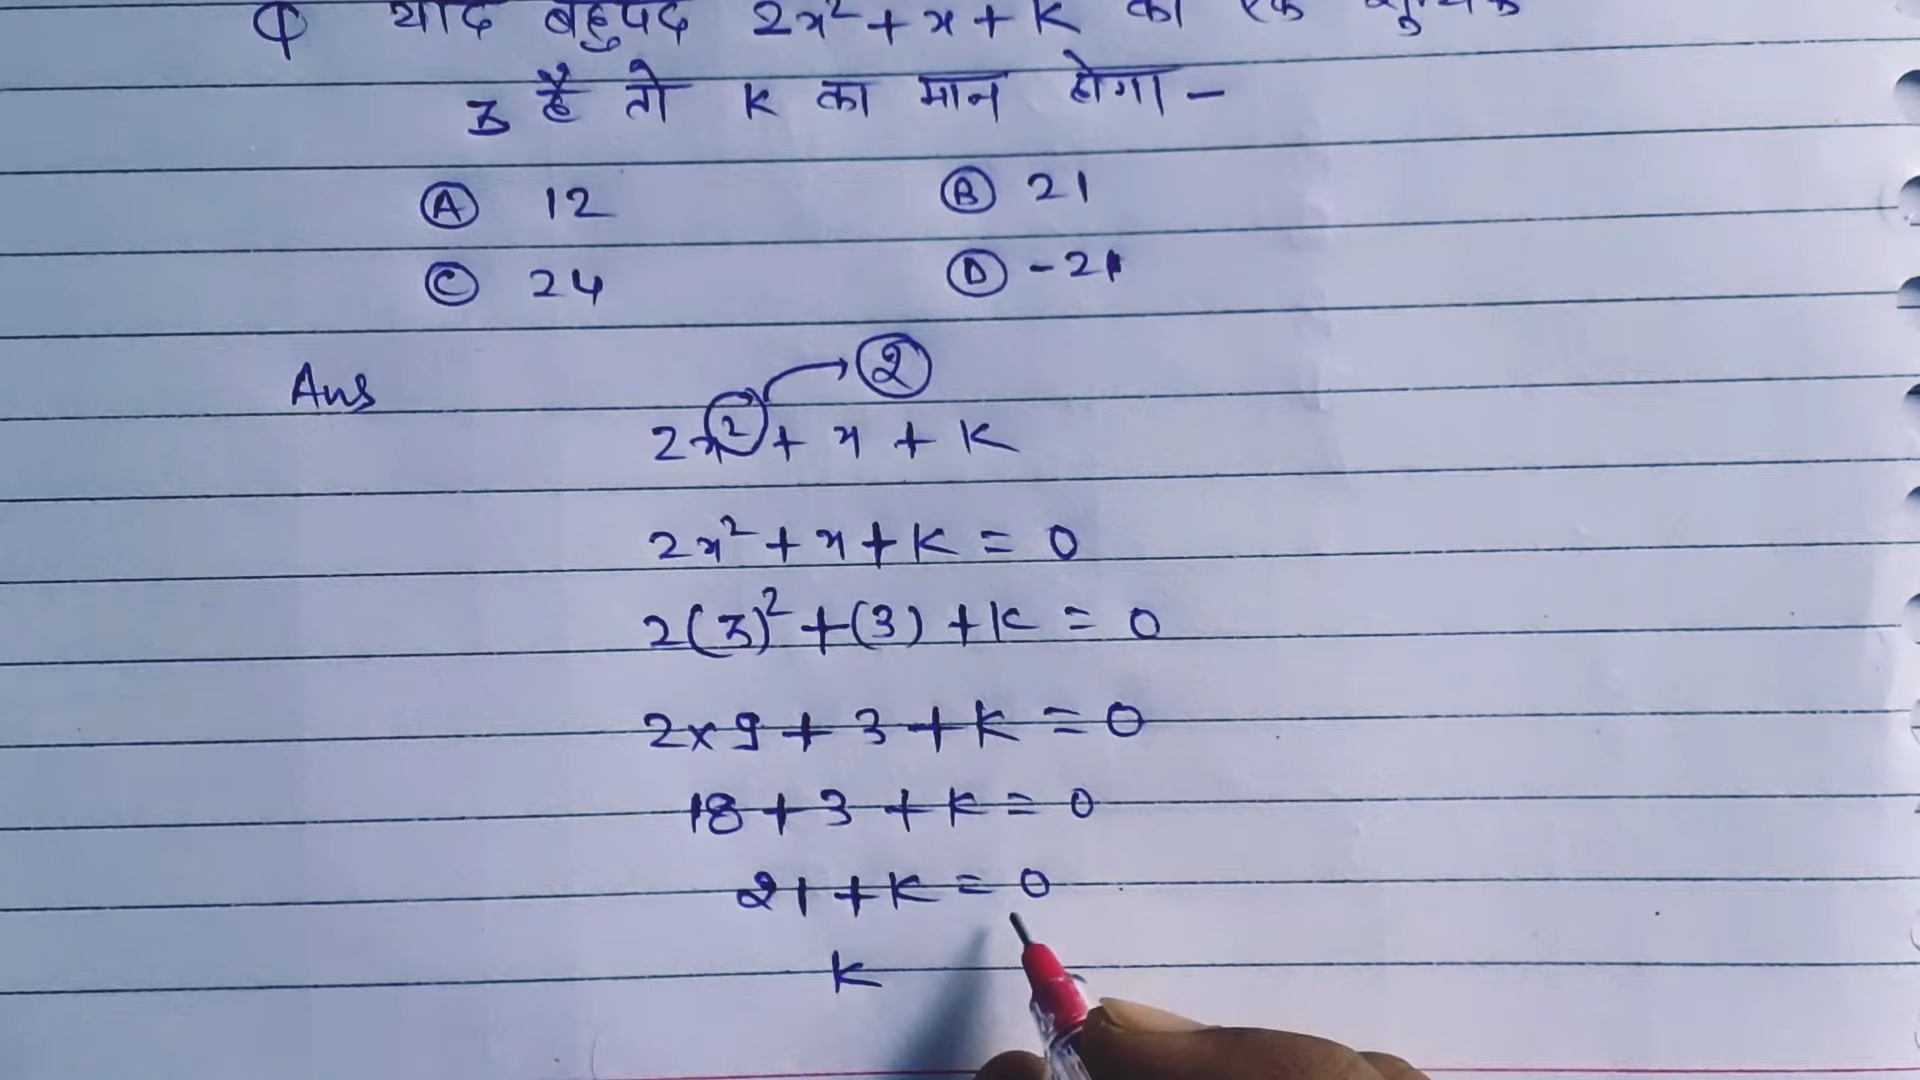 Q यदि बहुपद 2x² + x + K का एक शून्यक
3 है तो K का मान होगा -
(A) 12 (B) 21
(C) 24 (D) -21
Ans
2
2x² + x + K
2x² + x + K = 0
2(3)² + (3) + K = 0
2×9 + 3 + K = 0
18 + 3 + K = 0
21 + K = 0
K